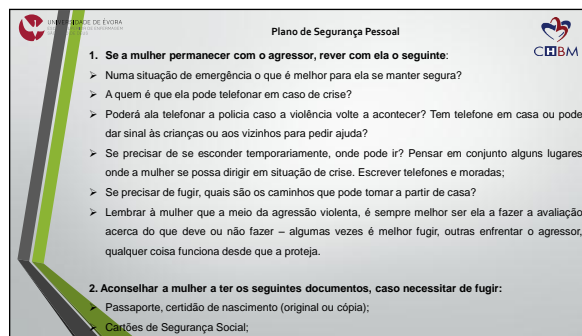 UNIVERSIDADE DE ÉVORA
Plano de Segurança Pessoal
CHBM
1. Se a mulher permanecer com o agressor, rever com ela o seguinte:
➢ Numa situação de emergência o que é melhor para ela se manter segura?
➢ A quem é que ela pode telefonar em caso de crise?
➢ Poderá ala telefonar a policia caso a violência volte a acontecer? Tem telefone em casa ou pode
dar sinal às crianças ou aos vizinhos para pedir ajuda?
➢ Se precisar de se esconder temporariamente, onde pode ir? Pensar em conjunto alguns lugares
onde a mulher se possa dirigir em situação de crise. Escrever telefones e moradas;
➢ Se precisar de fugir, quais são os caminhos que pode tomar a partir de casa?
➢ Lembrar à mulher que a meio da agressão violenta, é sempre melhor ser ela a fazer a avaliação
acerca do que deve ou não fazer – algumas vezes é melhor fugir, outras enfrentar o agressor,
qualquer coisa funciona desde que a proteja.
2. Aconselhar a mulher a ter os seguintes documentos, caso necessitar de fugir:
➢ Passaporte, certidão de nascimento (original ou cópia);
➢ Cartões de Segurança Social;